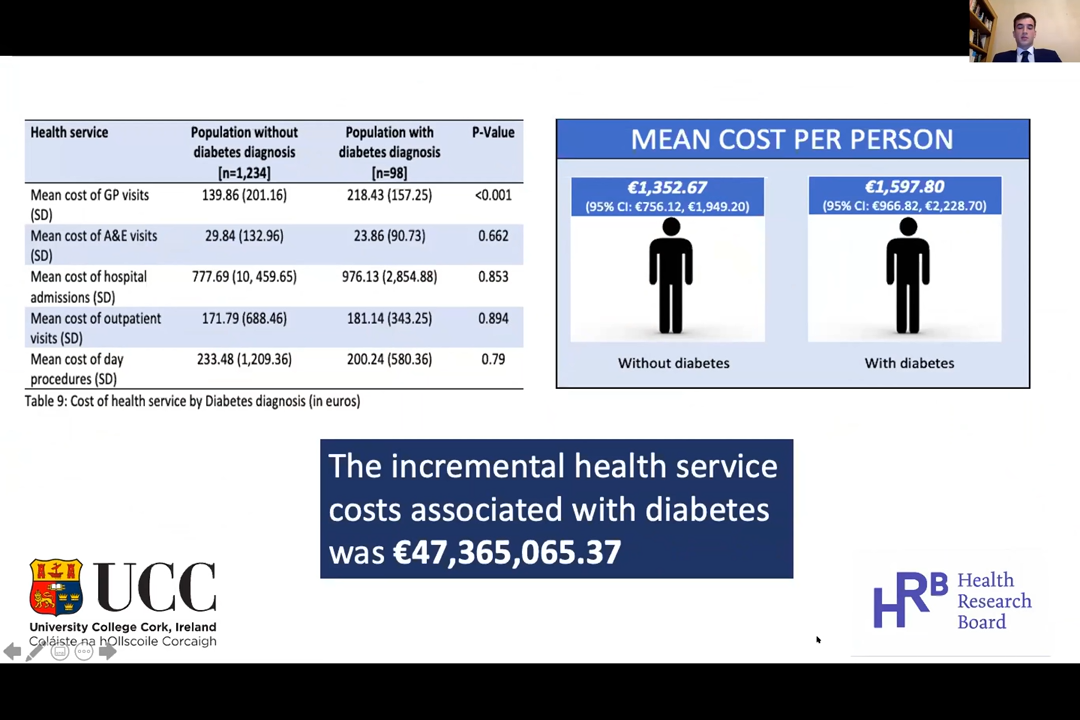 Health service
Population without
diabetes diagnosis
[n=1,234]
Population with
diabetes diagnosis
[n=98]
P-Value
Mean cost of GP visits
(SD)
139.86 (201.16)
218.43 (157.25)
<0.001
Mean cost of A&E visits
(SD)
29.84 (132.96)
23.86 (90.73)
0.662
Mean cost of hospital
admissions (SD)
777.69 (10, 459.65)
976.13 (2,854.88)
0.853
Mean cost of outpatient
visits (SD)
171.79 (688.46)
181.14 (343.25)
0.894
Mean cost of day
procedures (SD)
233.48 (1,209.36)
200.24 (580.36)
0.79
Table 9: Cost of health service by Diabetes diagnosis (in euros)
MEAN COST PER PERSON
€1,352.67
(95% CI: €756.12, €1,949.20)
Without diabetes
€1,597.80
(95% CI: €966.82, €2,228.70)
With diabetes
The incremental health service
costs associated with diabetes
was €47,365,065.37
UCC
University College Cork, Ireland
Coláiste na hOllscoile Corcaigh
HRB
Health
Research
Board